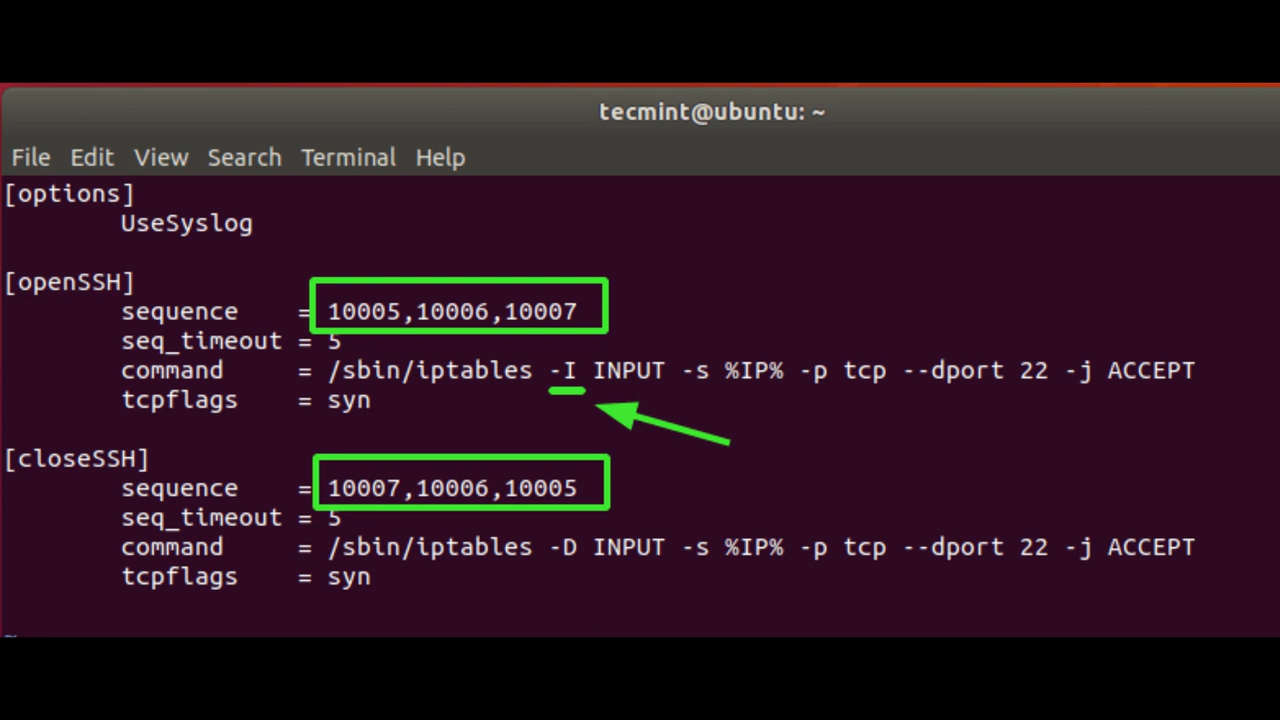 tecmint@ubuntu: ~
File Edit View Search Terminal Help
[options]
UseSyslog
[openSSH]
sequence = 10005,10006,10007
seq_timeout = 5
command = /sbin/iptables -I INPUT -s %IP% -p tcp --dport 22 -j ACCEPT
tcpflags = syn
[closeSSH]
sequence = 10007,10006,10005
seq_timeout = 5
command = /sbin/iptables -D INPUT -s %IP% -p tcp --dport 22 -j ACCEPT
tcpflags = syn
~